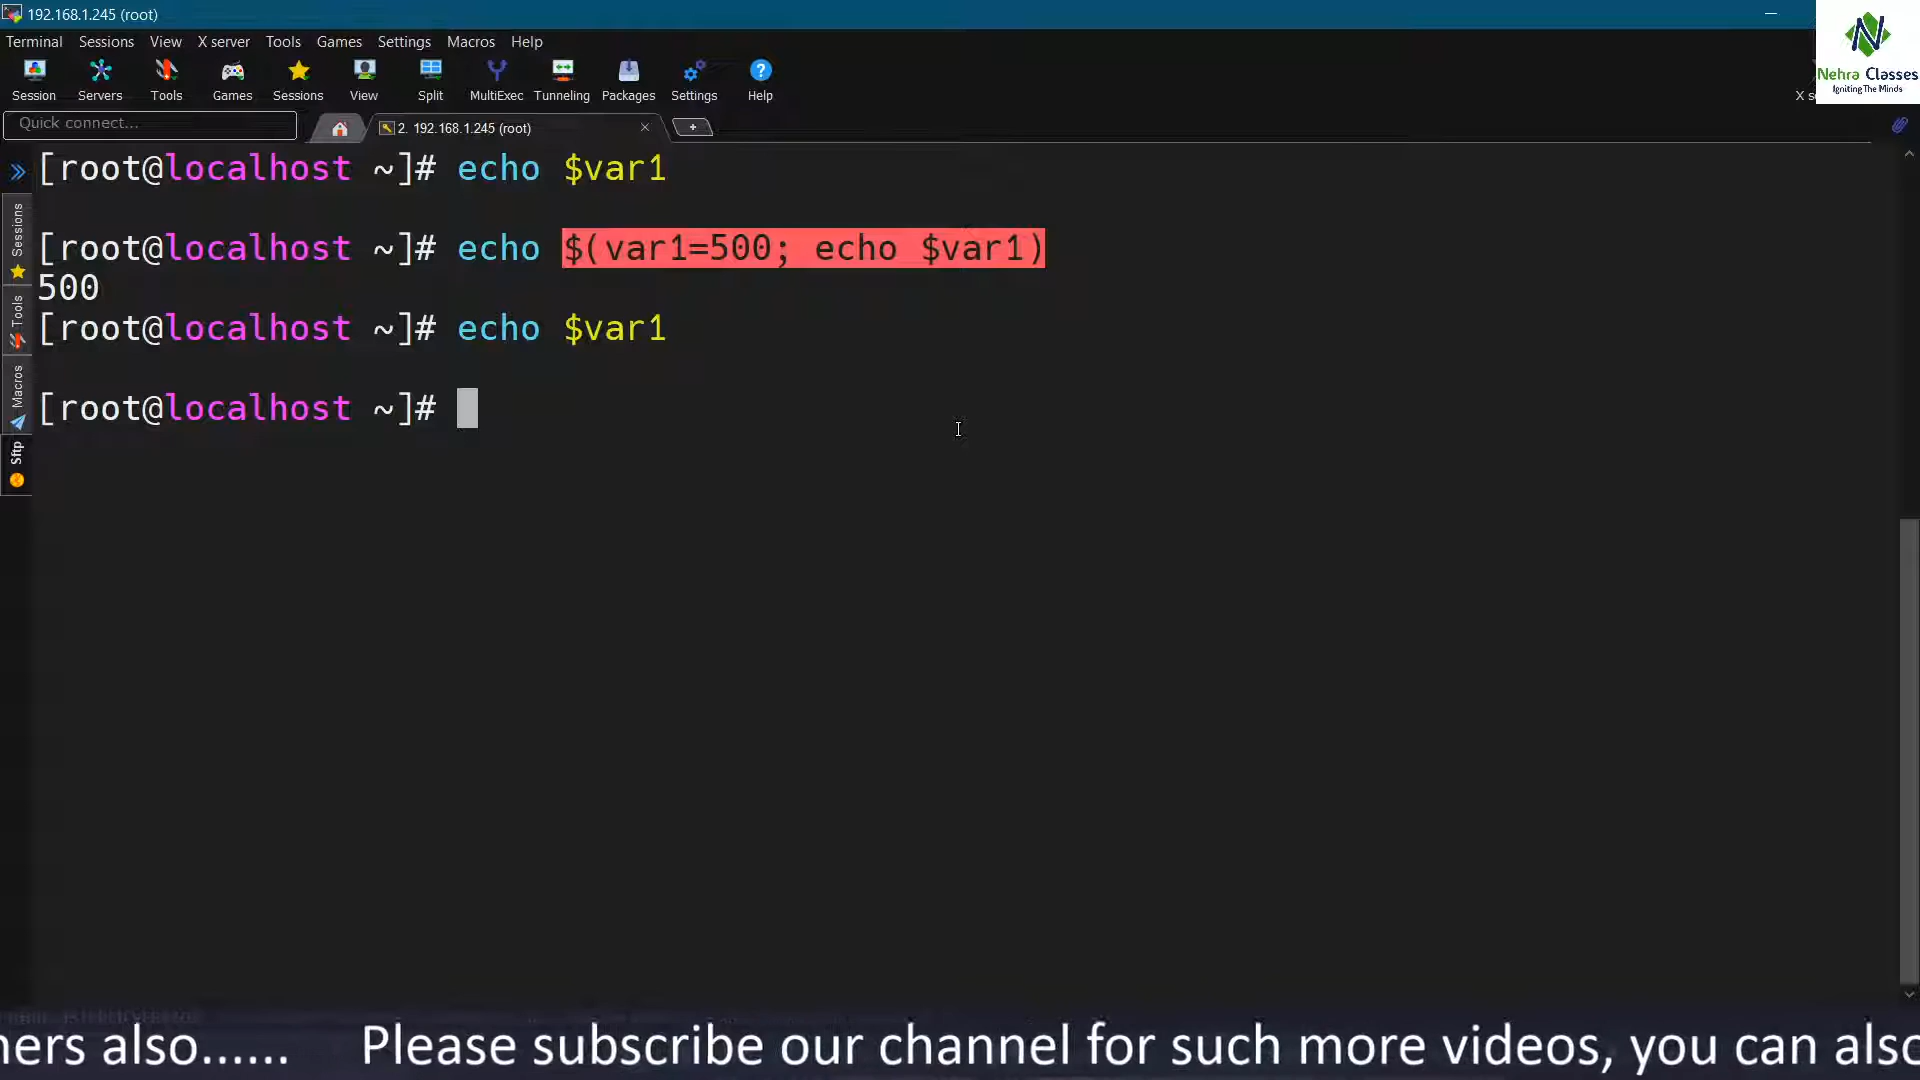 192.168.1.245 (root)
Terminal Sessions View X server Tools Games Settings Macros Help
Session Servers Tools Games Sessions View Split MultiExec Tunneling Packages Settings Help
X s
Nehra Classes
Igniting The Minds
Quick connect...
2. 192.168.1.245 (root)
[root@localhost ~]# echo $var1
[root@localhost ~]# echo $(var1=500; echo $var1)
500
[root@localhost ~]# echo $var1
[root@localhost ~]#
Sessions
Tools
Macros
Sftp
hers also...... Please subscribe our channel for such more videos, you can also